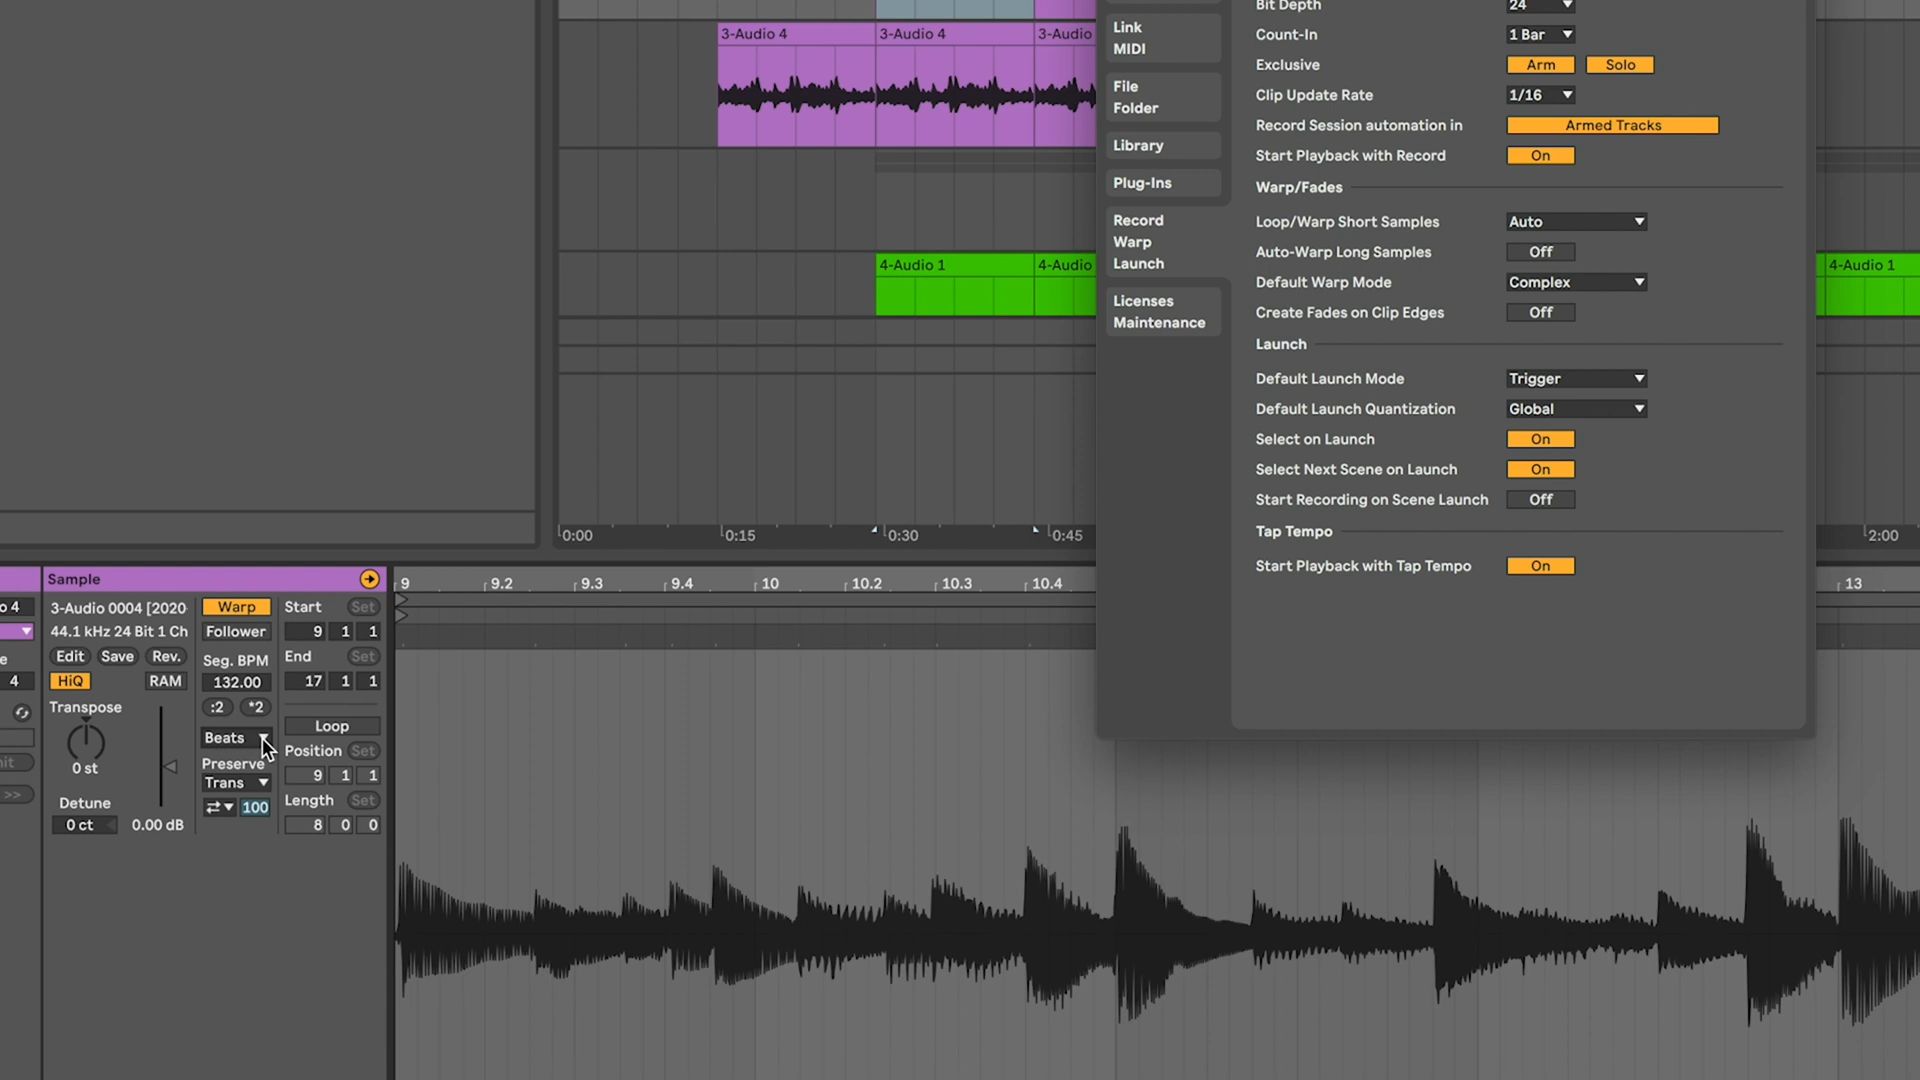 3-Audio 4
3-Audio 4
3-Audio
4-Audio 1
4-Audio
4-Audio 1
0:00
0:15
0:30
0:45
2:00
Link
MIDI
File
Folder
Library
Plug-Ins
Record
Warp
Launch
Licenses
Maintenance
Bit Depth 24
Count-In 1 Bar
Exclusive Arm Solo
Clip Update Rate 1/16
Record Session automation in Armed Tracks
Start Playback with Record On
Warp/Fades
Loop/Warp Short Samples Auto
Auto-Warp Long Samples Off
Default Warp Mode Complex
Create Fades on Clip Edges Off
Launch
Default Launch Mode Trigger
Default Launch Quantization Global
Select on Launch On
Select Next Scene on Launch On
Start Recording on Scene Launch Off
Tap Tempo
Start Playback with Tap Tempo On
o 4
e
4
nit
>>
Sample
3-Audio 0004 [2020
44.1 kHz 24 Bit 1 Ch
Edit Save Rev.
HiQ RAM
Transpose
0 st
Detune
0 ct 0.00 dB
Warp
Follower
Seg. BPM
132.00
:2 *2
Beats
Preserve
Trans
100
Start Set
9 1 1
End Set
17 1 1
Loop
Position Set
9 1 1
Length Set
8 0 0
9 9.2 9.3 9.4 10 10.2 10.3 10.4 13